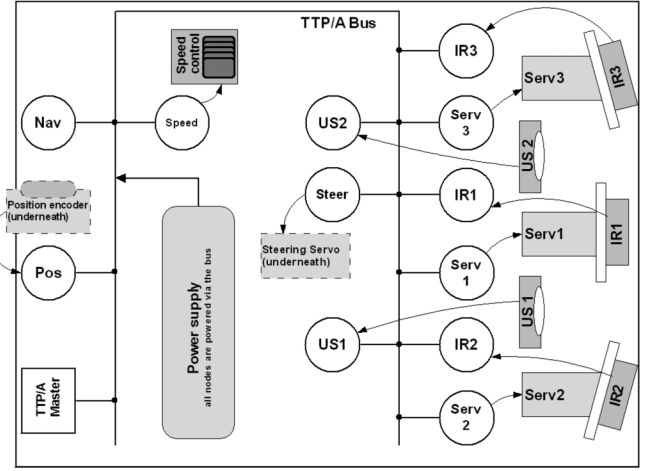 TTP/A Bus
Speed
control
IR3
IR3
Serv3
Nav
Speed
US2
Serv
3
US 2
Steer
IR1
Position encoder
(underneath)
Serv1
IR1
Steering Servo
(underneath)
Pos
Serv
1
Power supply
all nodes are powered via the bus
US 1
US1
IR2
TTP/A
Master
Serv2
IR2
Serv
2